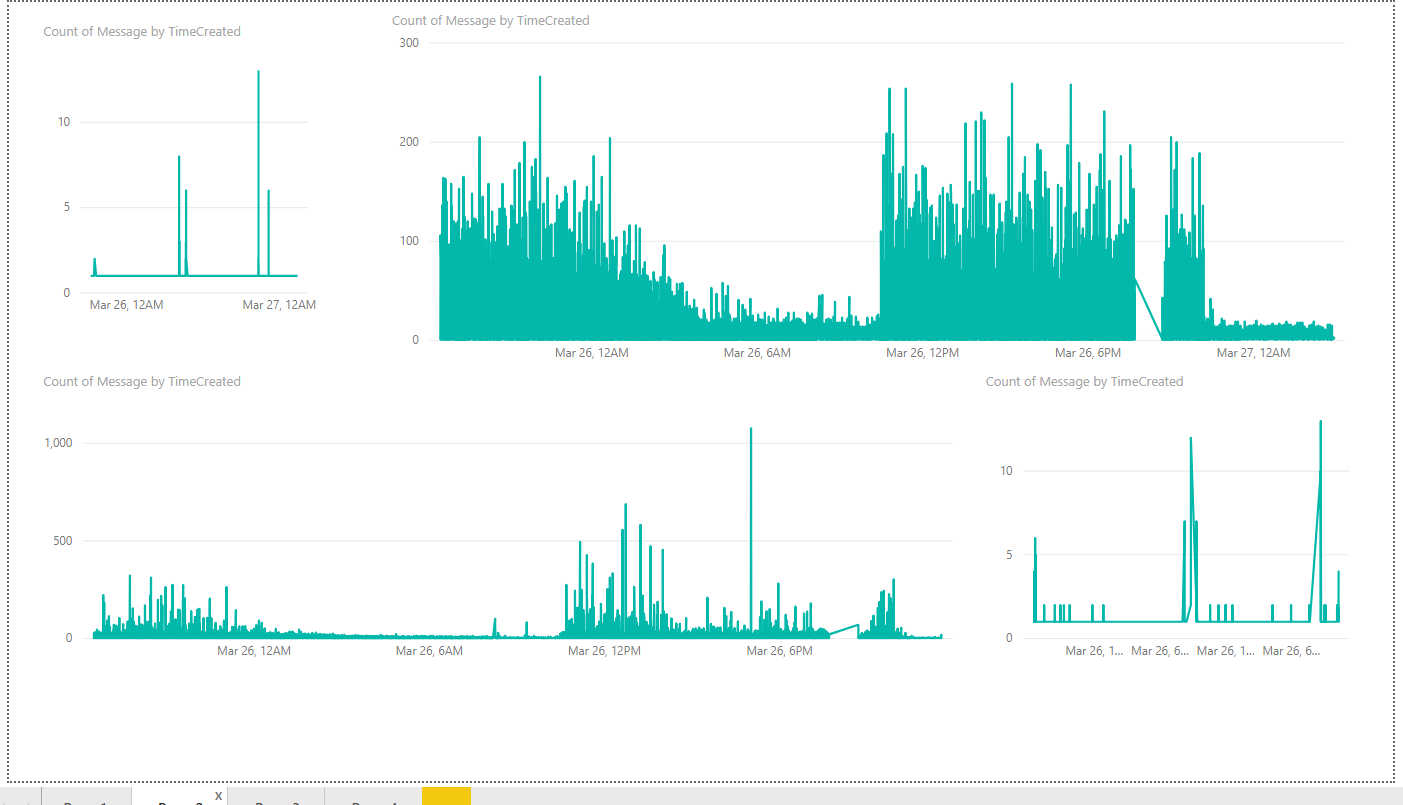 Count of Message by TimeCreated
10
5
0
Mar 26, 12AM Mar 27, 12AM
Count of Message by TimeCreated
300
200
100
0
Mar 26, 12AM Mar 26, 6AM Mar 26, 12PM Mar 26, 6PM Mar 27, 12AM
Count of Message by TimeCreated
1,000
500
0
Mar 26, 12AM Mar 26, 6AM Mar 26, 12PM Mar 26, 6PM
Count of Message by TimeCreated
10
5
0
Mar 26, 1... Mar 26, 6... Mar 26, 1... Mar 26, 6...
X